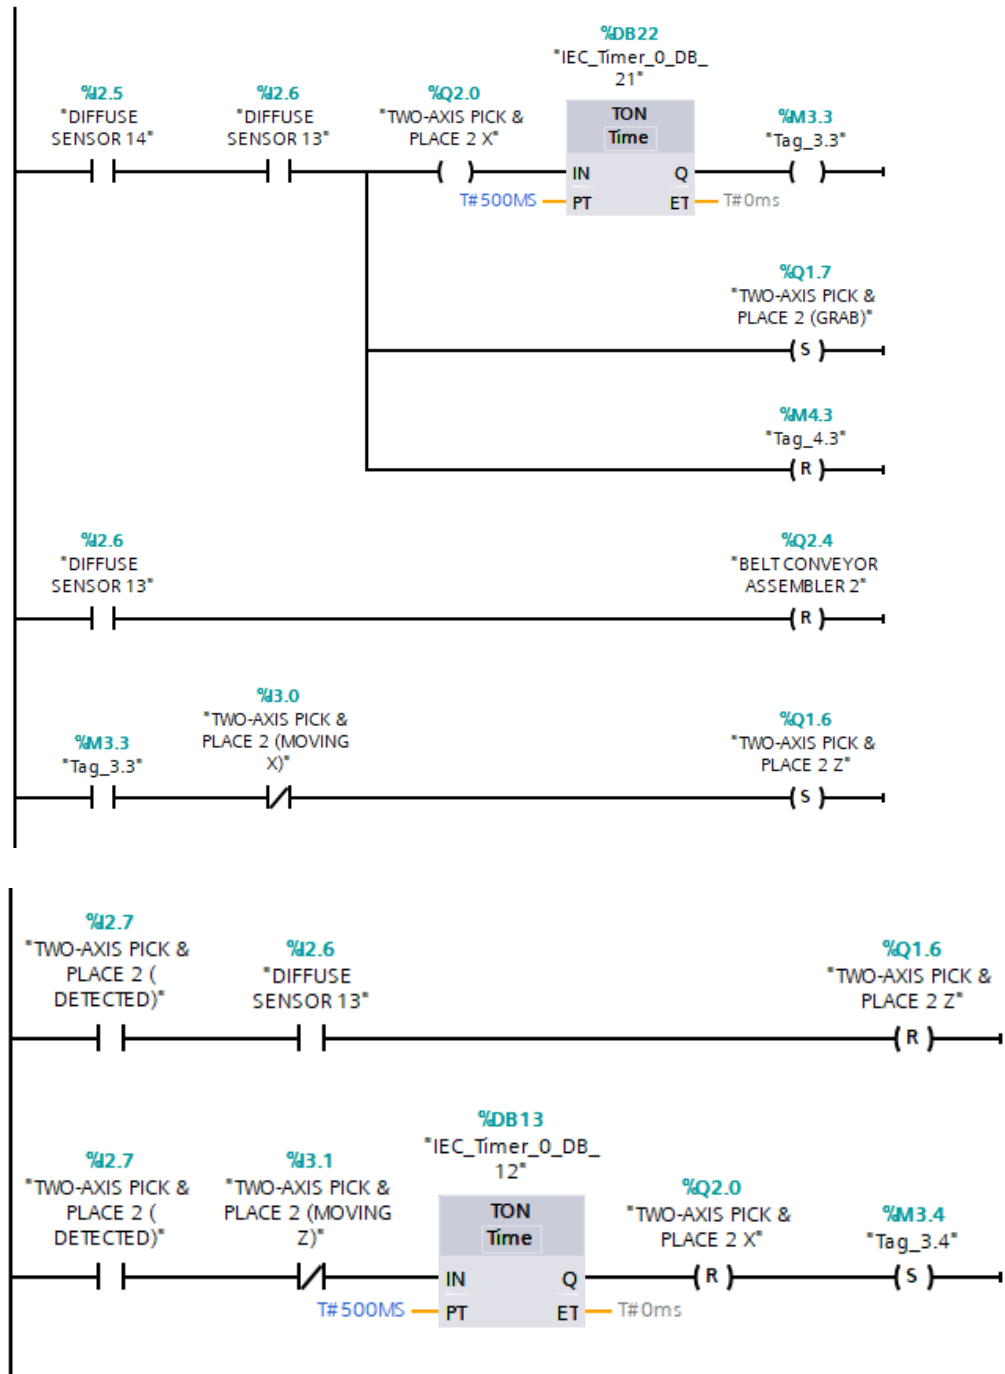 %DB22
"IEC_Timer_0_DB_
21"
%I2.5
"DIFFUSE
SENSOR 14"
%I2.6
"DIFFUSE
SENSOR 13"
%Q2.0
"TWO-AXIS PICK &
PLACE 2 X"
TON
Time
%M3.3
"Tag_3.3"
IN
Q
T#500MS
PT
ET
T#0ms
%Q1.7
"TWO-AXIS PICK &
PLACE 2 (GRAB)"
S
%M4.3
"Tag_4.3"
R
%I2.6
"DIFFUSE
SENSOR 13"
%Q2.4
"BELT CONVEYOR
ASSEMBLER 2"
R
%M3.3
"Tag_3.3"
%I3.0
"TWO-AXIS PICK &
PLACE 2 (MOVING
X)"
%Q1.6
"TWO-AXIS PICK &
PLACE 2 Z"
S
%I2.7
"TWO-AXIS PICK &
PLACE 2 (
DETECTED)"
%I2.6
"DIFFUSE
SENSOR 13"
%Q1.6
"TWO-AXIS PICK &
PLACE 2 Z"
R
%DB13
"IEC_Timer_0_DB_
12"
%I2.7
"TWO-AXIS PICK &
PLACE 2 (
DETECTED)"
%I3.1
"TWO-AXIS PICK &
PLACE 2 (MOVING
Z)"
TON
Time
%Q2.0
"TWO-AXIS PICK &
PLACE 2 X"
%M3.4
"Tag_3.4"
IN
Q
R
S
T#500MS
PT
ET
T#0ms